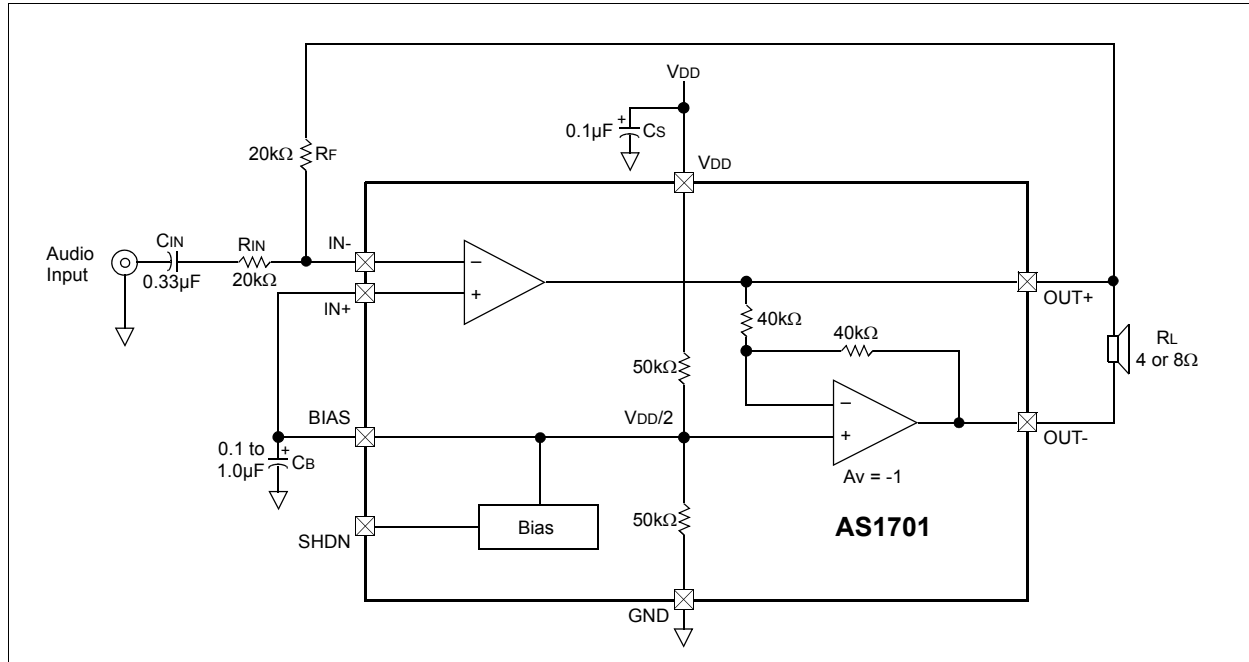 VDD
0.1µF
+
CS
VDD
20kΩ
RF
Audio
Input
CIN
0.33µF
RIN
20kΩ
IN-
IN+
−
+
OUT+
40kΩ
40kΩ
RL
4 or 8Ω
50kΩ
BIAS
VDD/2
−
+
OUT-
0.1 to
1.0µF
+
CB
Av = -1
SHDN
Bias
50kΩ
AS1701
GND